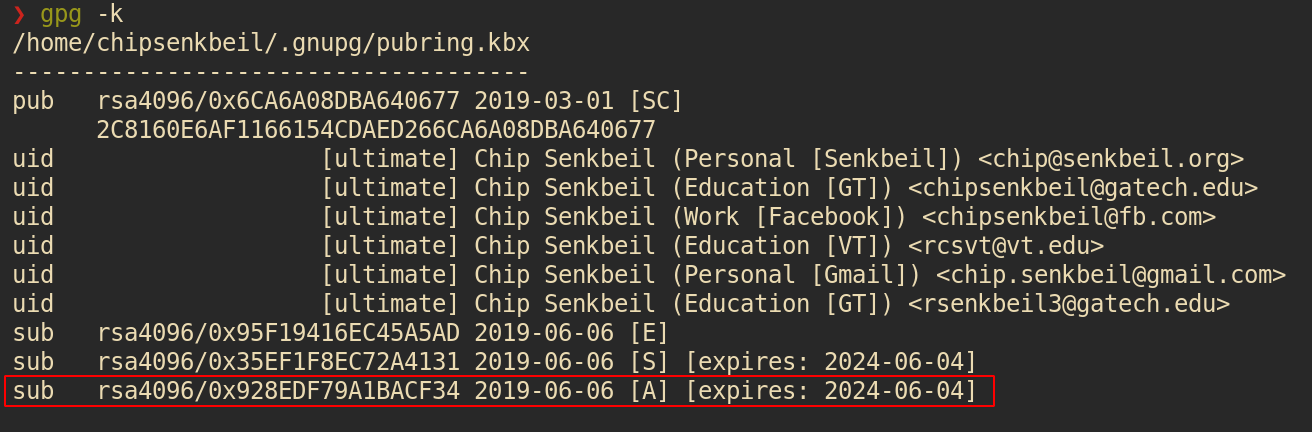 ❯ gpg -k
/home/chipsenkbeil/.gnupg/pubring.kbx
-------------------------------------
pub   rsa4096/0x6CA6A08DBA640677 2019-03-01 [SC]
      2C8160E6AF1166154CDAED266CA6A08DBA640677
uid                   [ultimate] Chip Senkbeil (Personal [Senkbeil]) <chip@senkbeil.org>
uid                   [ultimate] Chip Senkbeil (Education [GT]) <chipsenkbeil@gatech.edu>
uid                   [ultimate] Chip Senkbeil (Work [Facebook]) <chipsenkbeil@fb.com>
uid                   [ultimate] Chip Senkbeil (Education [VT]) <rcsvt@vt.edu>
uid                   [ultimate] Chip Senkbeil (Personal [Gmail]) <chip.senkbeil@gmail.com>
uid                   [ultimate] Chip Senkbeil (Education [GT]) <rsenkbeil3@gatech.edu>
sub   rsa4096/0x95F19416EC45A5AD 2019-06-06 [E]
sub   rsa4096/0x35EF1F8EC72A4131 2019-06-06 [S] [expires: 2024-06-04]
sub   rsa4096/0x928EDF79A1BACF34 2019-06-06 [A] [expires: 2024-06-04]